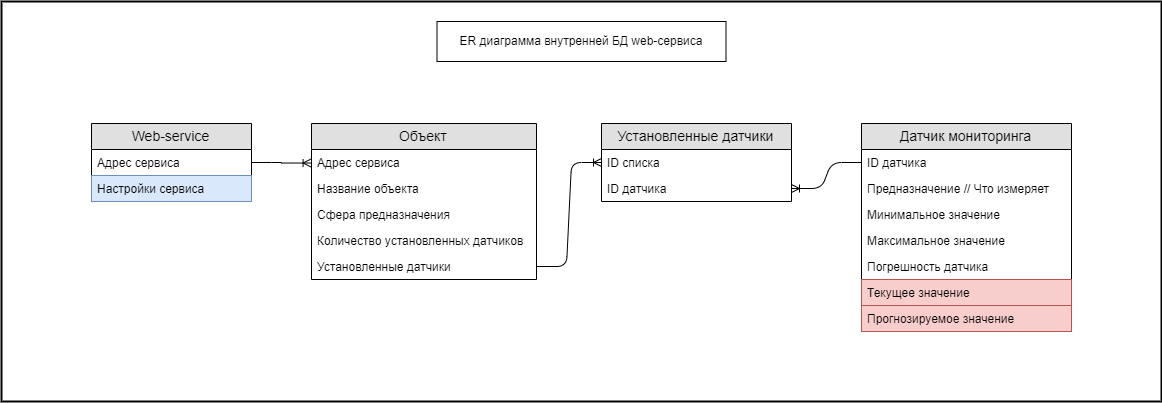 ER диаграмма внутренней БД web-сервиса
Web-service
Адрес сервиса
Настройки сервиса
Объект
Адрес сервиса
Название объекта
Сфера предназначения
Количество установленных датчиков
Установленные датчики
Установленные датчики
ID списка
ID датчика
Датчик мониторинга
ID датчика
Предназначение // Что измеряет
Минимальное значение
Максимальное значение
Погрешность датчика
Текущее значение
Прогнозируемое значение